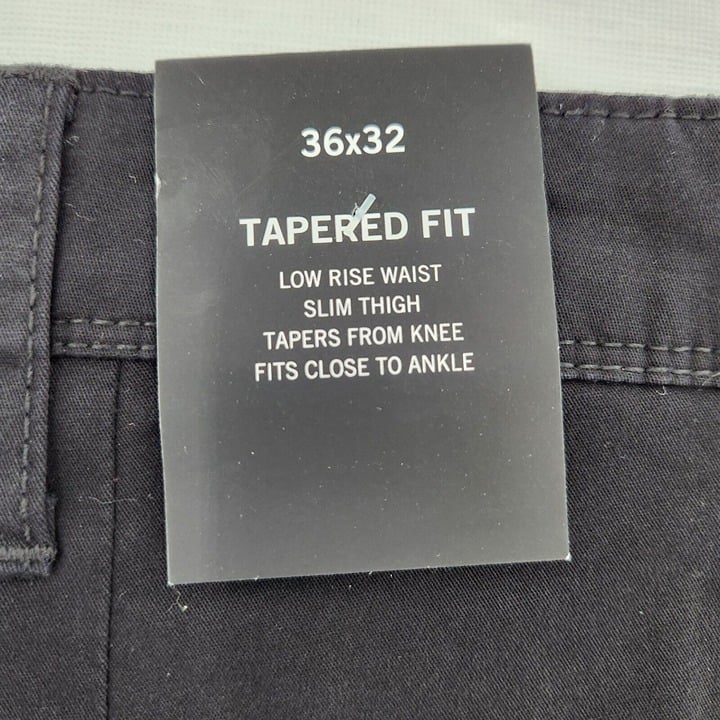 36x32
TAPERED FIT
LOW RISE WAIST
SLIM THIGH
TAPERS FROM KNEE
FITS CLOSE TO ANKLE